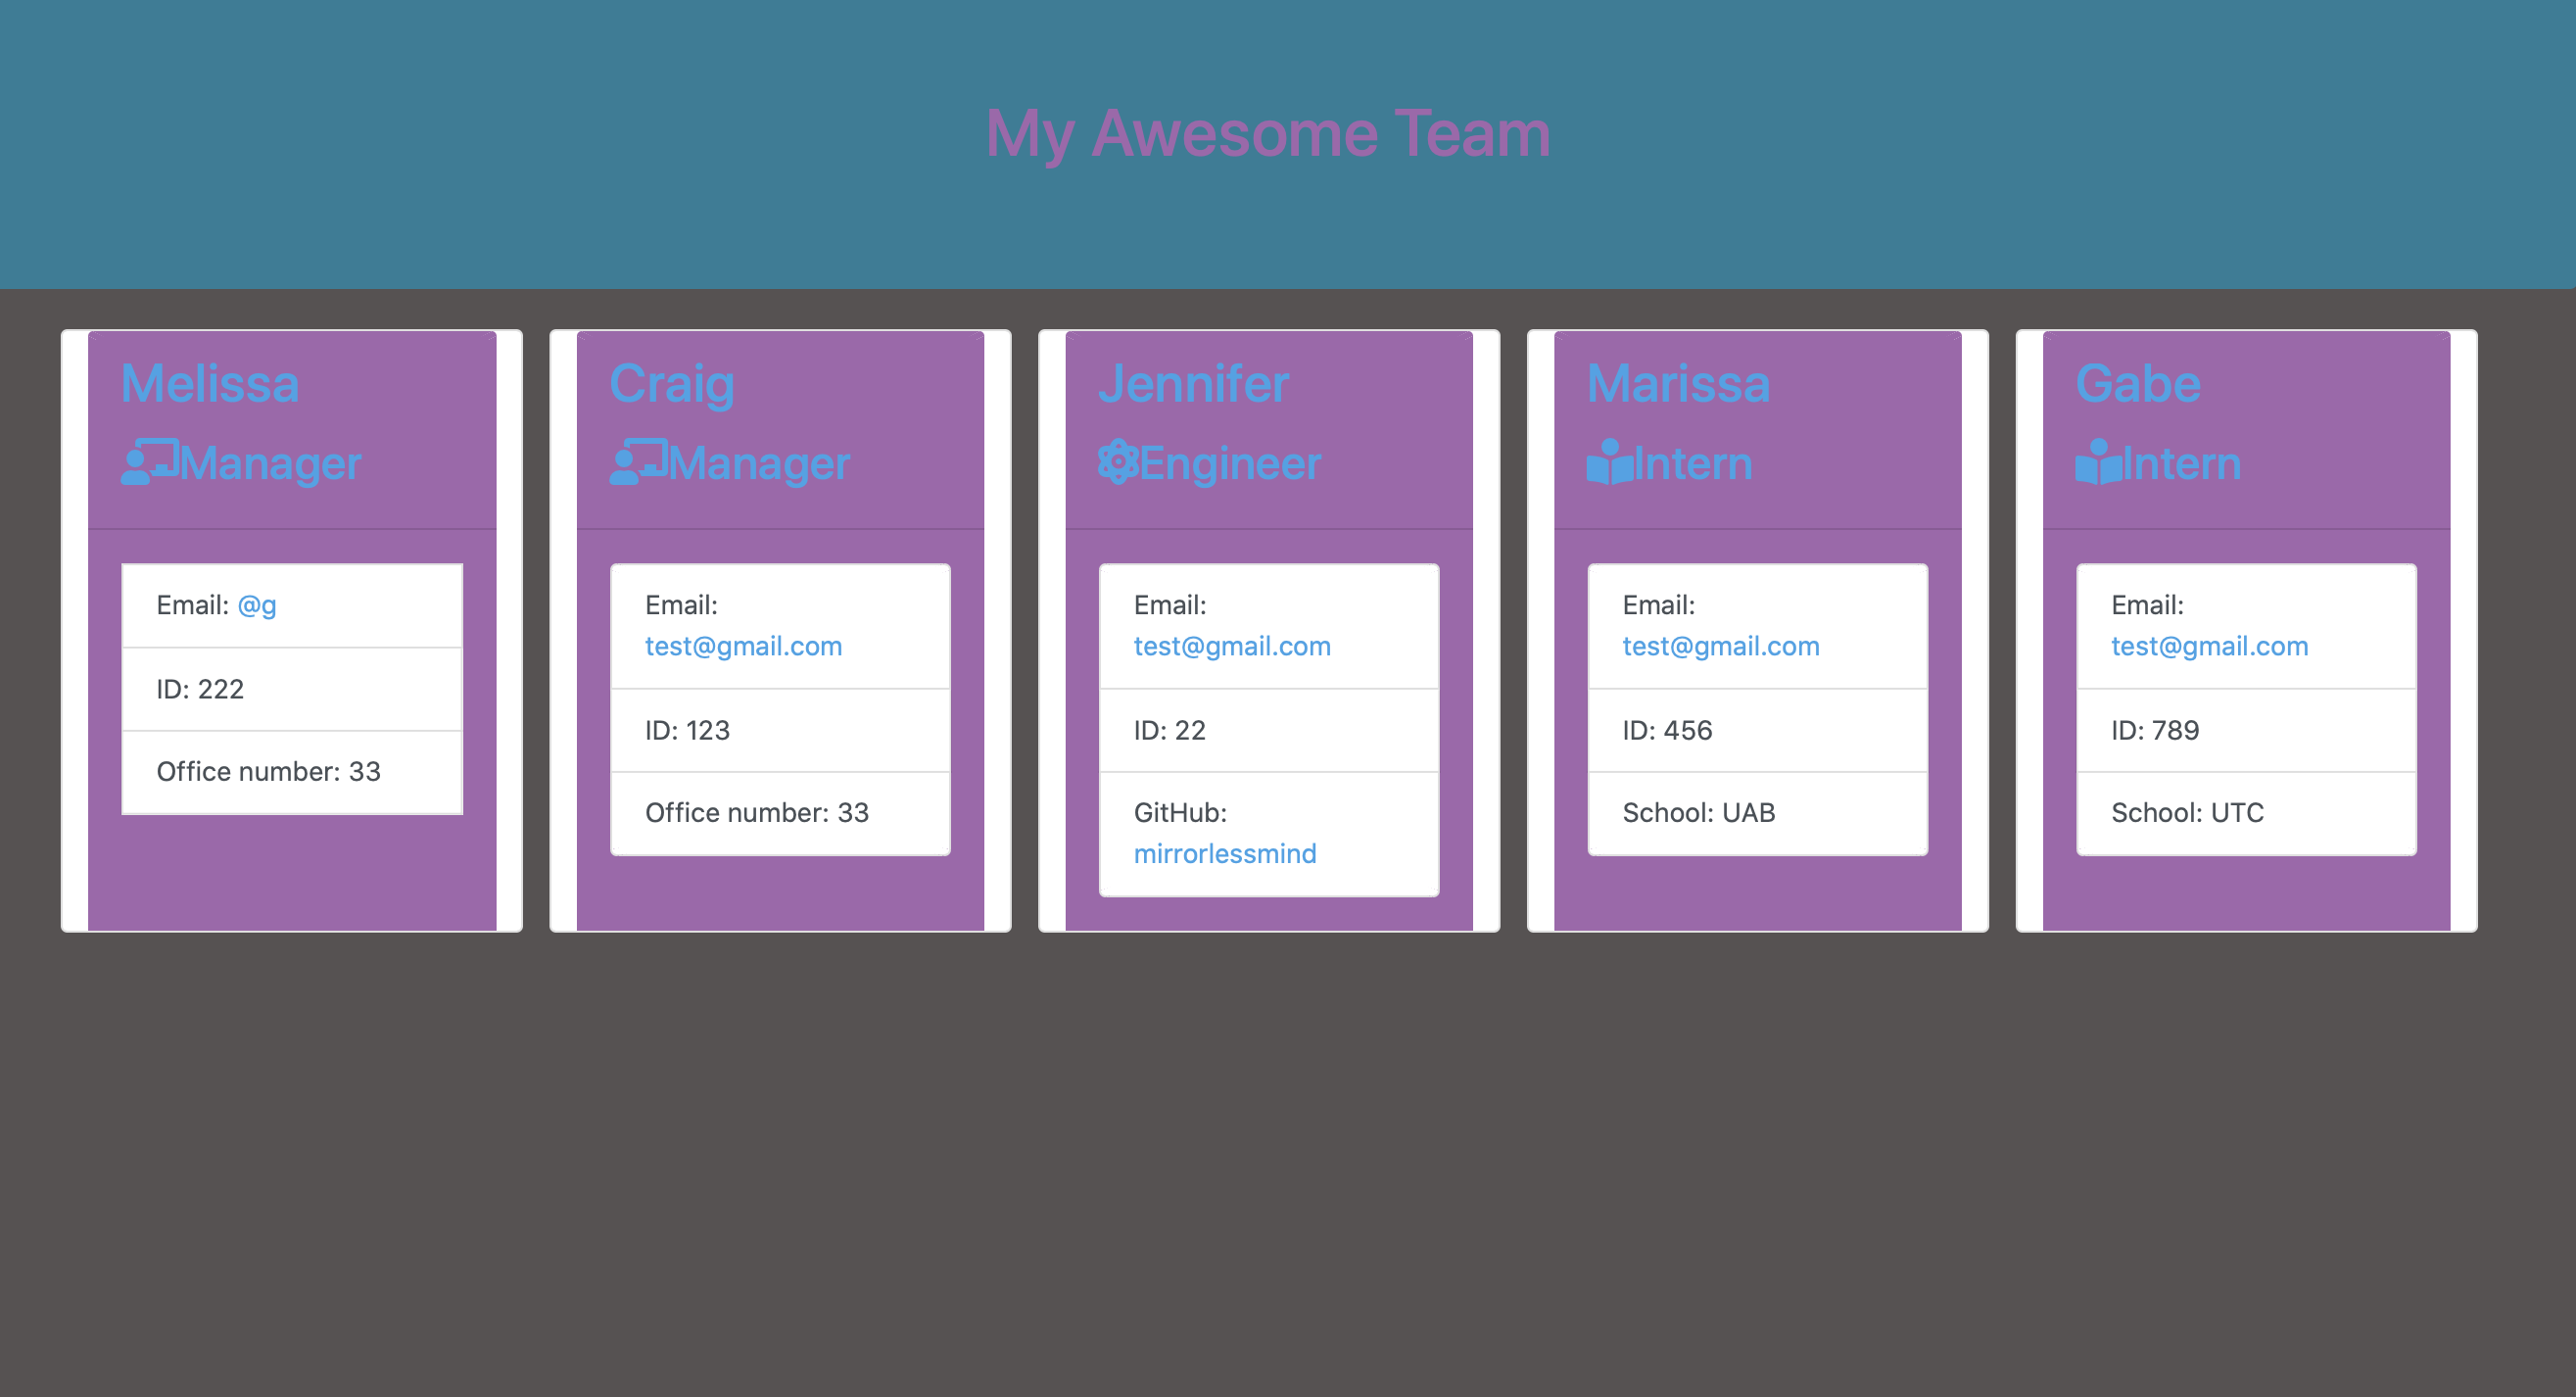 My Awesome Team
Melissa
Manager
Email: @g
ID: 222
Office number: 33
Craig
Manager
Email:
test@gmail.com
ID: 123
Office number: 33
Jennifer
Engineer
Email:
test@gmail.com
ID: 22
GitHub:
mirrorlessmind
Marissa
Intern
Email:
test@gmail.com
ID: 456
School: UAB
Gabe
Intern
Email:
test@gmail.com
ID: 789
School: UTC